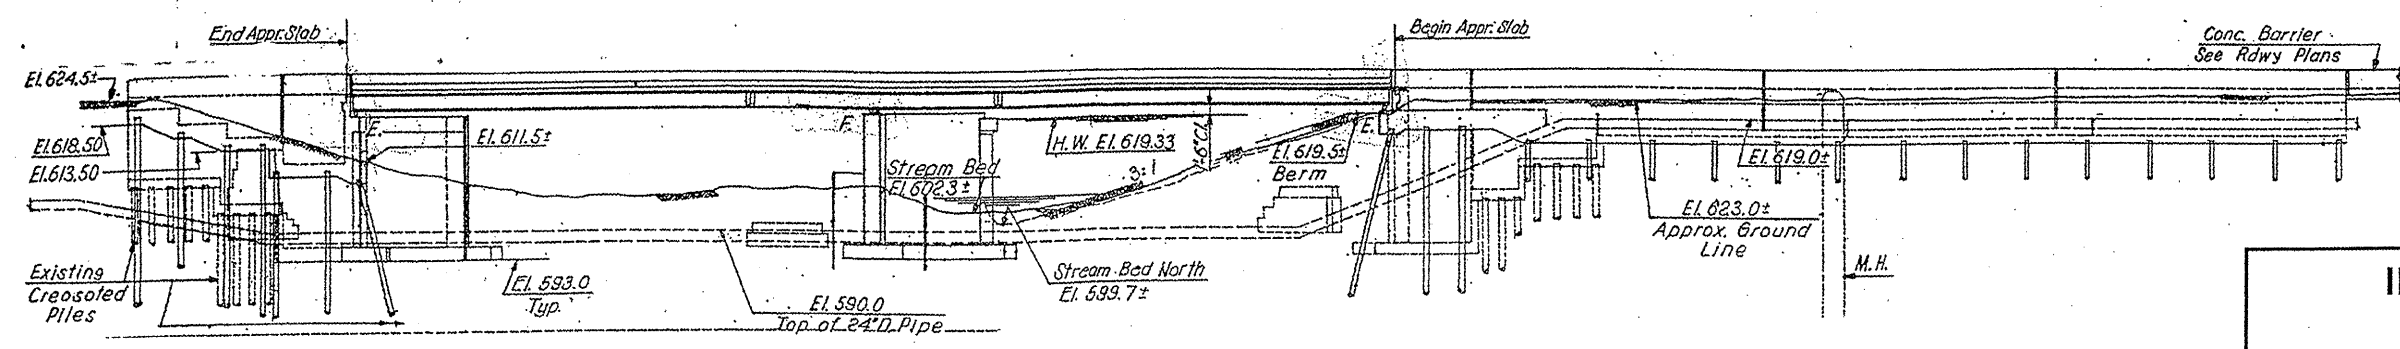 End Appr. Slab
Begin Appr. Slab
Conc. Barrier
See Rdwy Plans
El. 624.5±
El. 618.50
El. 613.50
E.
El. 611.5±
F.
Stream Bed
El. 602.3±
H.W. El. 619.33
El. 619.5±
Berm
E.
3:1
El. 619.0±
El. 623.0±
Approx. Ground
Line
M.H.
Existing
Creosoted
Piles
El. 593.0
Typ.
El. 590.0
Top of 24"D. Pipe
Stream Bed North
El. 599.7±